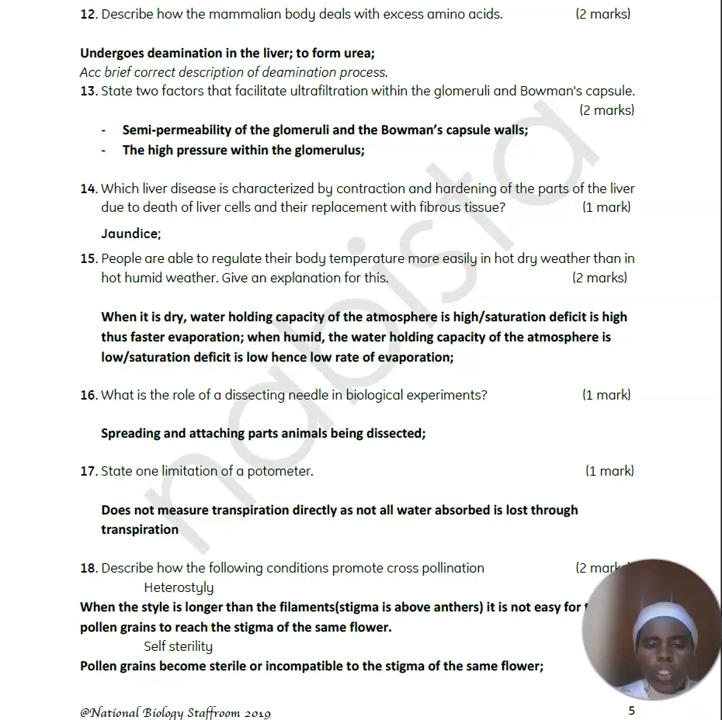 12. Describe how the mammalian body deals with excess amino acids. (2 marks)
Undergoes deamination in the liver; to form urea;
Acc brief correct description of deamination process.
13. State two factors that facilitate ultrafiltration within the glomeruli and Bowman's capsule.
(2 marks)
- Semi-permeability of the glomeruli and the Bowman's capsule walls;
- The high pressure within the glomerulus;
14. Which liver disease is characterized by contraction and hardening of the parts of the liver
due to death of liver cells and their replacement with fibrous tissue? (1 mark)
Jaundice;
15. People are able to regulate their body temperature more easily in hot dry weather than in
hot humid weather. Give an explanation for this. (2 marks)
When it is dry, water holding capacity of the atmosphere is high/saturation deficit is high
thus faster evaporation; when humid, the water holding capacity of the atmosphere is
low/saturation deficit is low hence low rate of evaporation;
16. What is the role of a dissecting needle in biological experiments? (1 mark)
Spreading and attaching parts animals being dissected;
17. State one limitation of a potometer. (1 mark)
Does not measure transpiration directly as not all water absorbed is lost through
transpiration
18. Describe how the following conditions promote cross pollination (2 mark
Heterostyly
When the style is longer than the filaments(stigma is above anthers) it is not easy for
pollen grains to reach the stigma of the same flower.
Self sterility
Pollen grains become sterile or incompatible to the stigma of the same flower;
@National Biology Staffroom 2019 5
nabista